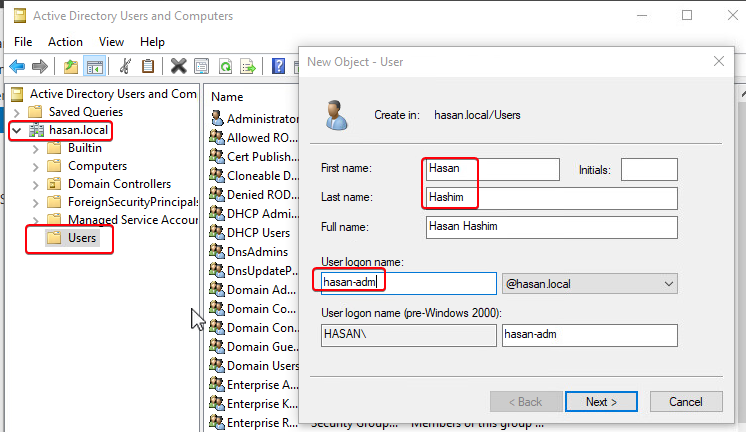 Active Directory Users and Computers
File Action View Help
Active Directory Users and Com
Saved Queries
hasan.local
Builtin
Computers
Domain Controllers
ForeignSecurityPrincipals
Managed Service Accour
Users
Name
Administrator
Allowed RO...
Cert Publish...
Cloneable D
Denied ROD...
DHCP Admi...
DHCP Users
DnsAdmins
DnsUpdateP...
Domain Ad...
Domain Co...
Domain Con...
Domain Gue...
Domain Users
Enterprise A...
Enterprise K...
Enterprise R... Security Group... Members of this group ...
New Object - User
Create in: hasan.local/Users
First name: Hasan Initials:
Last name: Hashim
Full name: Hasan Hashim
User logon name:
hasan-adm @hasan.local
User logon name (pre-Windows 2000):
HASAN\ hasan-adm
< Back Next > Cancel